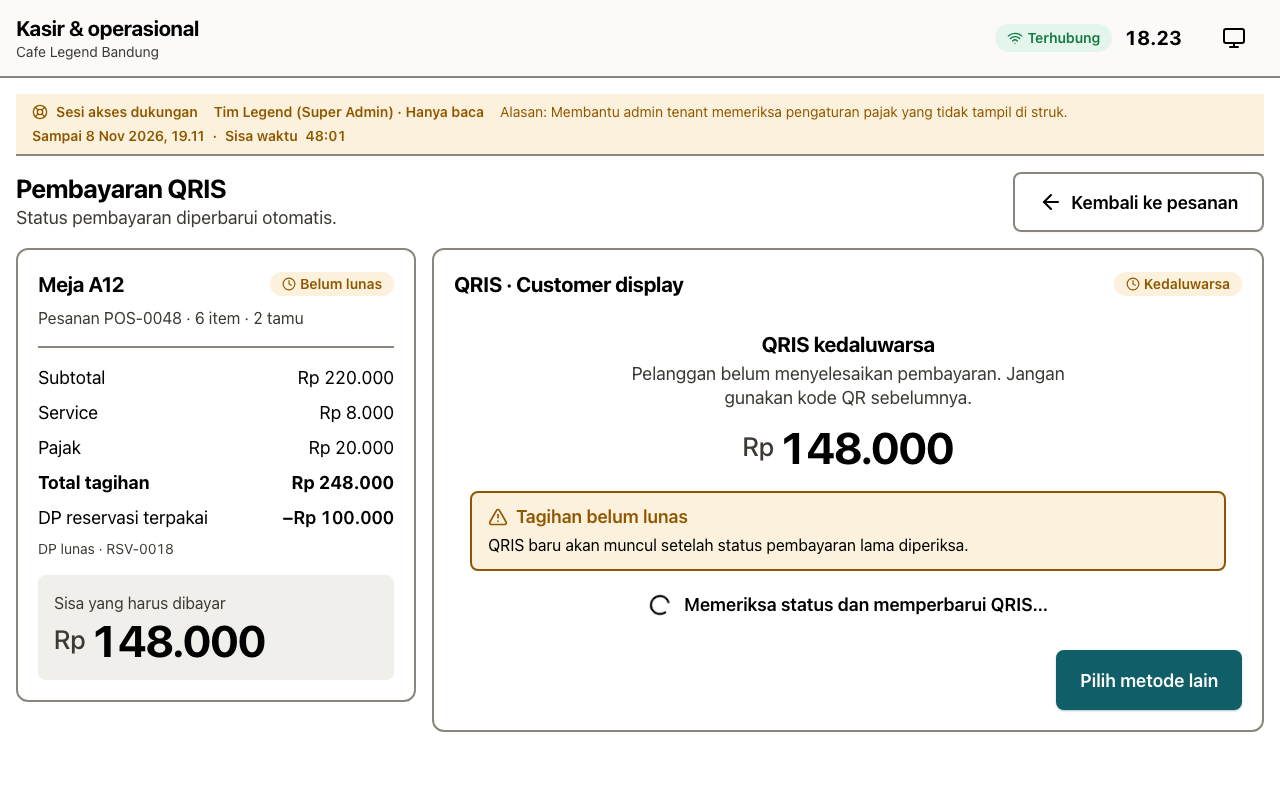 Kasir & operasional
Cafe Legend Bandung
Terhubung
18.23
Sesi akses dukungan Tim Legend (Super Admin) · Hanya baca Alasan: Membantu admin tenant memeriksa pengaturan pajak yang tidak tampil di struk.
Sampai 8 Nov 2026, 19.11 · Sisa waktu 48:01
Pembayaran QRIS
Status pembayaran diperbarui otomatis.
Kembali ke pesanan
Meja A12
Belum lunas
Pesanan POS-0048 · 6 item · 2 tamu
Subtotal Rp 220.000
Service Rp 8.000
Pajak Rp 20.000
Total tagihan Rp 248.000
DP reservasi terpakai −Rp 100.000
DP lunas · RSV-0018
Sisa yang harus dibayar
Rp 148.000
QRIS · Customer display
Kedaluwarsa
QRIS kedaluwarsa
Pelanggan belum menyelesaikan pembayaran. Jangan
gunakan kode QR sebelumnya.
Rp 148.000
Tagihan belum lunas
QRIS baru akan muncul setelah status pembayaran lama diperiksa.
Memeriksa status dan memperbarui QRIS...
Pilih metode lain